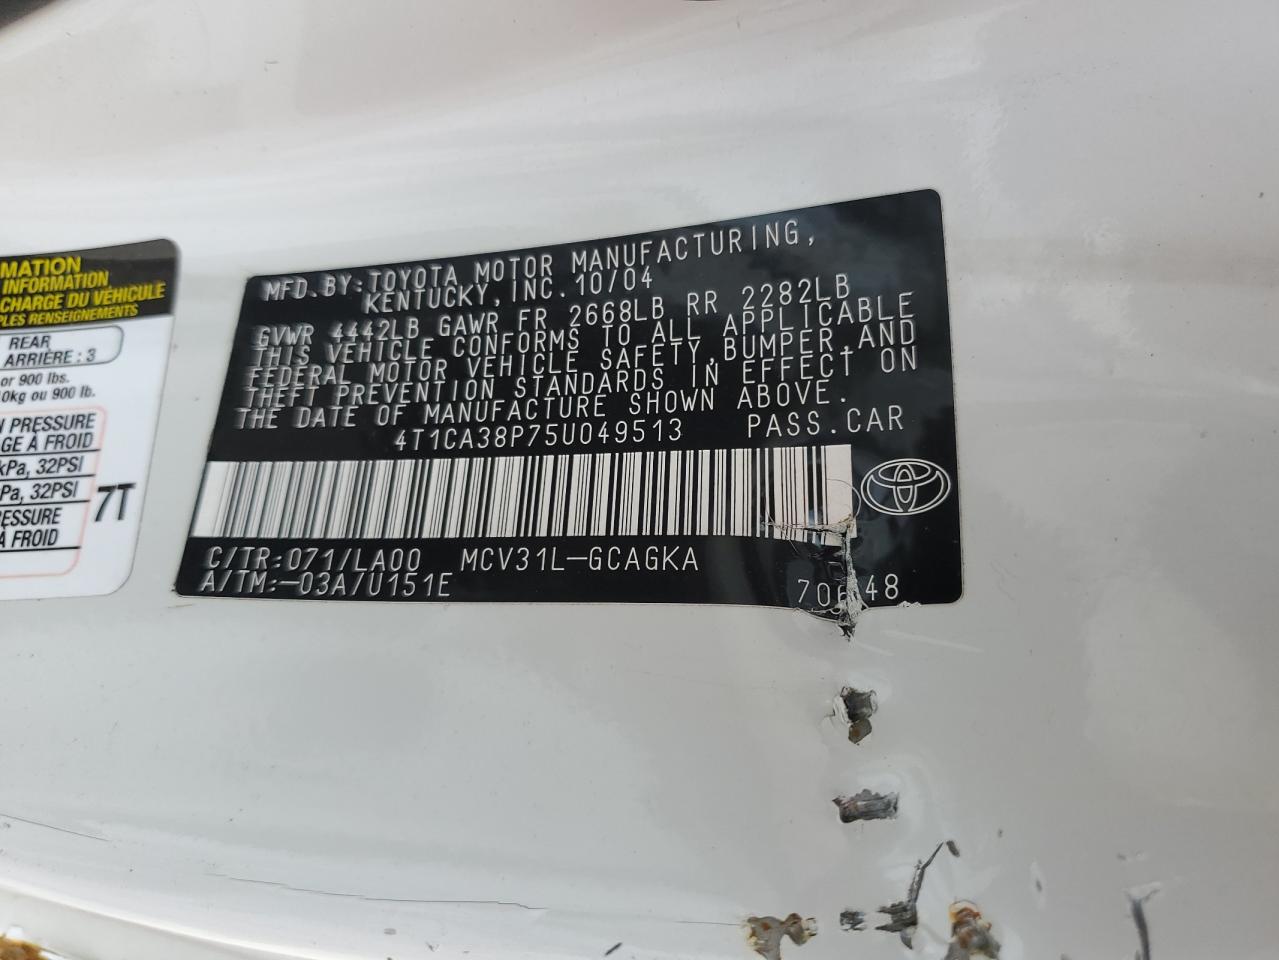 MATION
INFORMATION
CHARGE DU VÉHICULE
PLES RENSEIGNEMENTS
REAR
ARRIÈRE : 3
or 900 lbs.
0kg ou 900 lb.
N PRESSURE
GE À FROID
kPa, 32PSI
Pa, 32PSI
7T
ESSURE
À FROID
MFD. BY: TOYOTA MOTOR MANUFACTURING,
KENTUCKY, INC. 10/04
GVWR 4442LB GAWR FR 2668LB RR 2282LB
THIS VEHICLE CONFORMS TO ALL APPLICABLE
FEDERAL MOTOR VEHICLE SAFETY, BUMPER, AND
THEFT PREVENTION STANDARDS IN EFFECT ON
THE DATE OF MANUFACTURE SHOWN ABOVE.
4T1CA38P75U049513 PASS. CAR
C/TR: 071/LA00 MCV31L-GCAGKA
A/TM: -03A/U151E